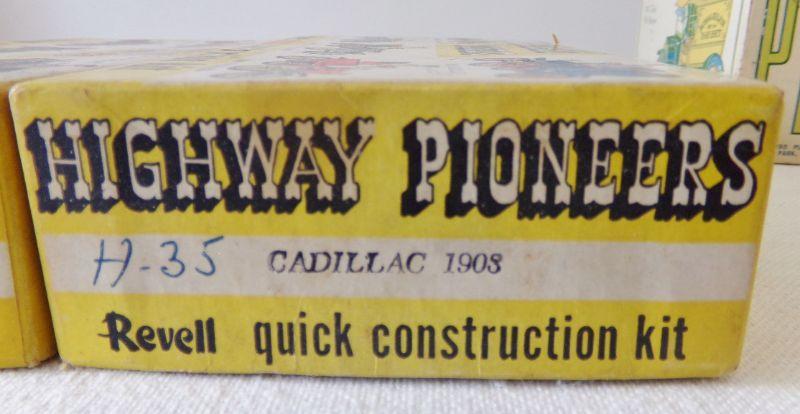 HIGHWAY PIONEERS
H-35 CADILLAC 1903
Revell quick construction kit